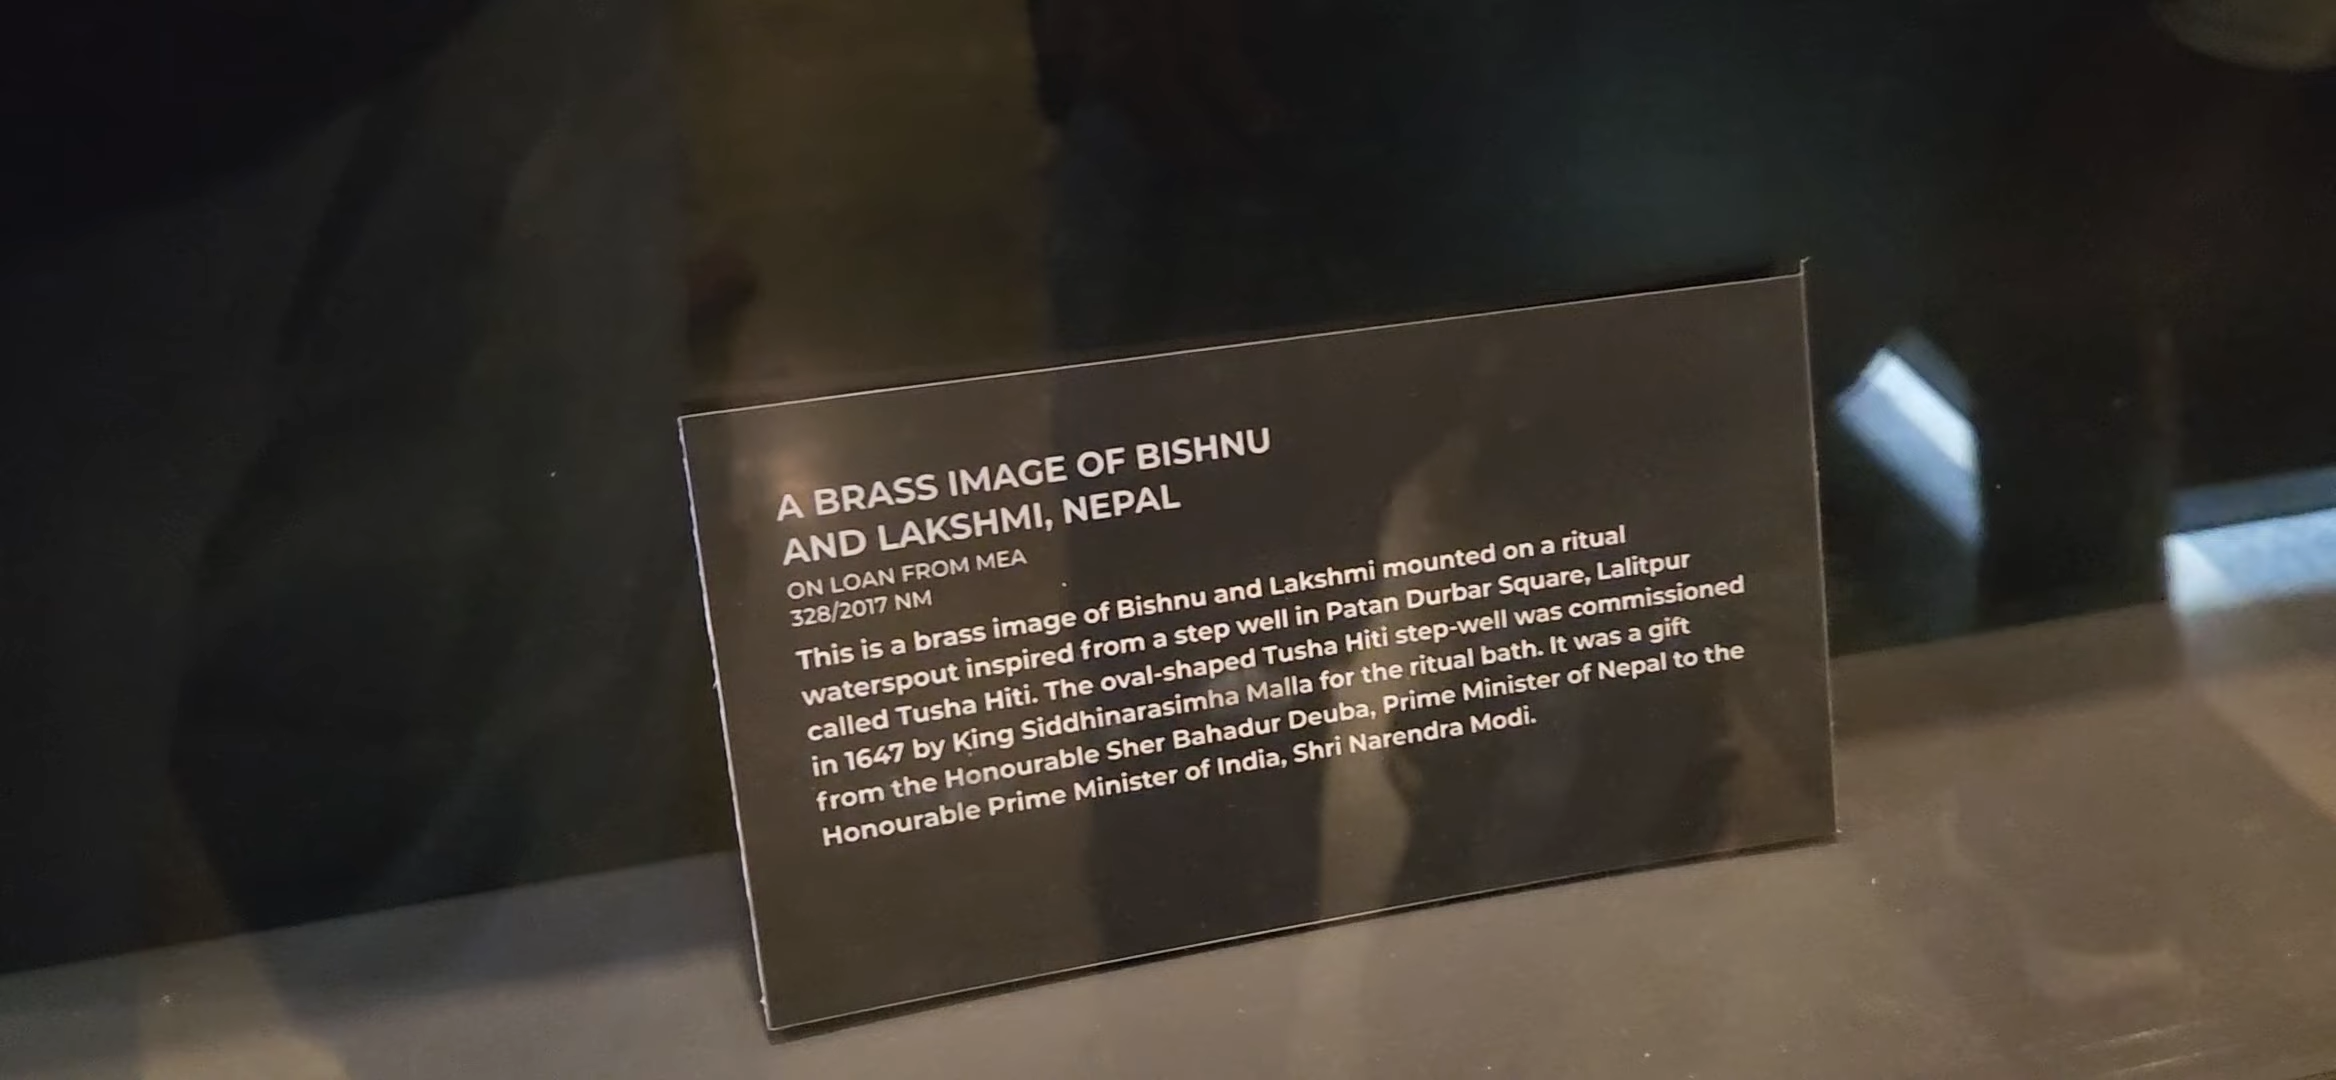 A BRASS IMAGE OF BISHNU
AND LAKSHMI, NEPAL
ON LOAN FROM MEA
328/2017 NM
This is a brass image of Bishnu and Lakshmi mounted on a ritual
waterspout inspired from a step well in Patan Durbar Square, Lalitpur
called Tusha Hiti. The oval-shaped Tusha Hiti step-well was commissioned
in 1647 by King Siddhinarasimha Malla for the ritual bath. It was a gift
from the Honourable Sher Bahadur Deuba, Prime Minister of Nepal to the
Honourable Prime Minister of India, Shri Narendra Modi.